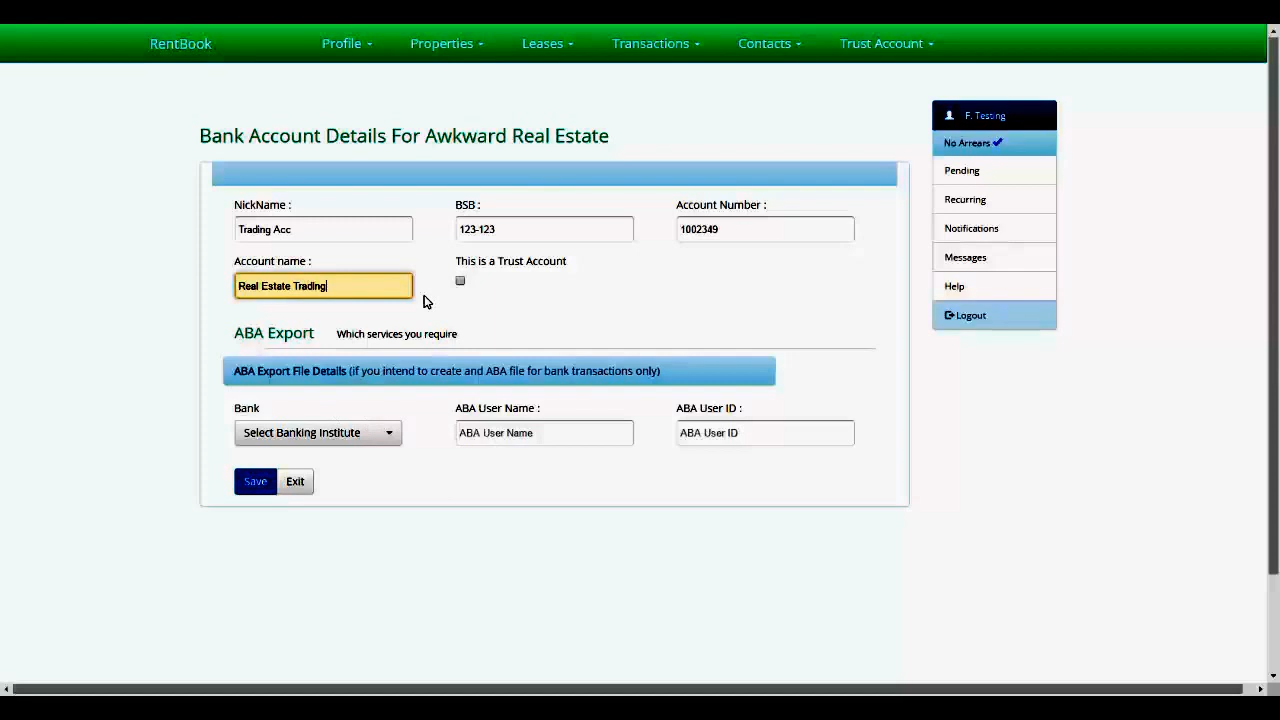 RentBook Profile Properties Leases Transactions Contacts Trust Account
Bank Account Details For Awkward Real Estate
NickName : BSB : Account Number :
Trading Acc 123-123 1002349
Account name : This is a Trust Account
Real Estate Trading
ABA Export Which services you require
ABA Export File Details (if you intend to create and ABA file for bank transactions only)
Bank ABA User Name : ABA User ID :
Select Banking Institute ABA User Name ABA User ID
Save Exit
F. Testing
No Arrears
Pending
Recurring
Notifications
Messages
Help
Logout